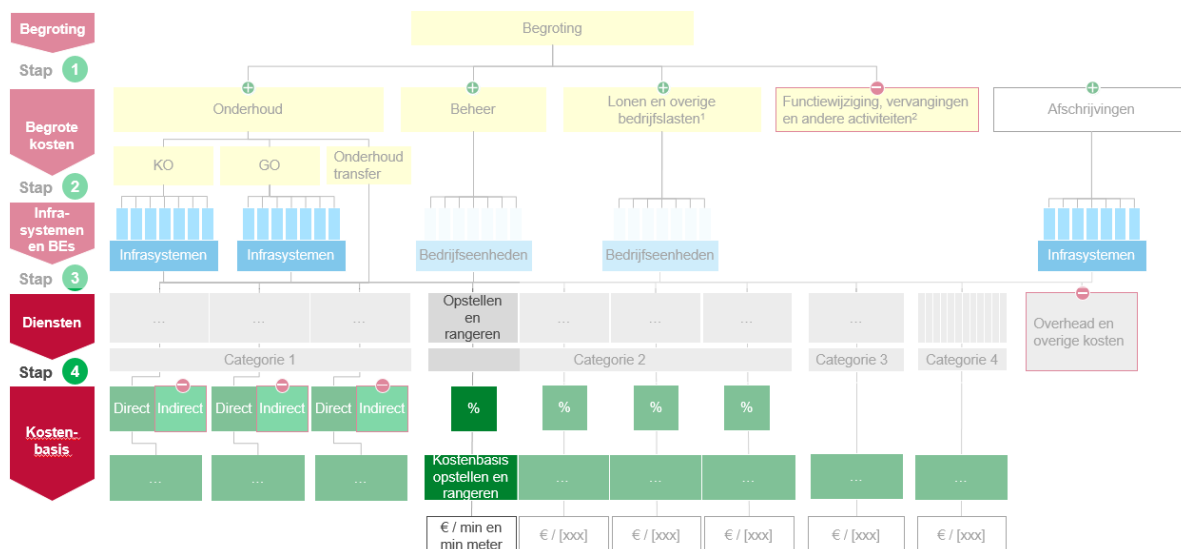 Begroting
Begroting
Stap 1
+
+
+
−
+
Begrote
kosten
Onderhoud
Beheer
Lonen en overige
bedrijfslasten¹
Functiewijziging, vervangingen
en andere activiteiten²
Afschrijvingen
KO
GO
Onderhoud
transfer
Stap 2
Infra-
systemen
en BEs
Infrasystemen
Infrasystemen
Bedrijfseenheden
Bedrijfseenheden
Infrasystemen
Stap 3
−
Diensten
...
...
...
Opstellen
en
rangeren
...
...
...
...
...
Overhead en
overige kosten
Categorie 1
Categorie 2
Categorie 3
Categorie 4
Stap 4
−
−
−
Kosten-
basis
Direct
Indirect
Direct
Indirect
Direct
Indirect
%
%
%
%
...
...
...
Kostenbasis
opstellen en
rangeren
...
...
...
...
...
€ / min en
min meter
€ / [xxx]
€ / [xxx]
€ / [xxx]
€ / [xxx]
€ / [xxx]